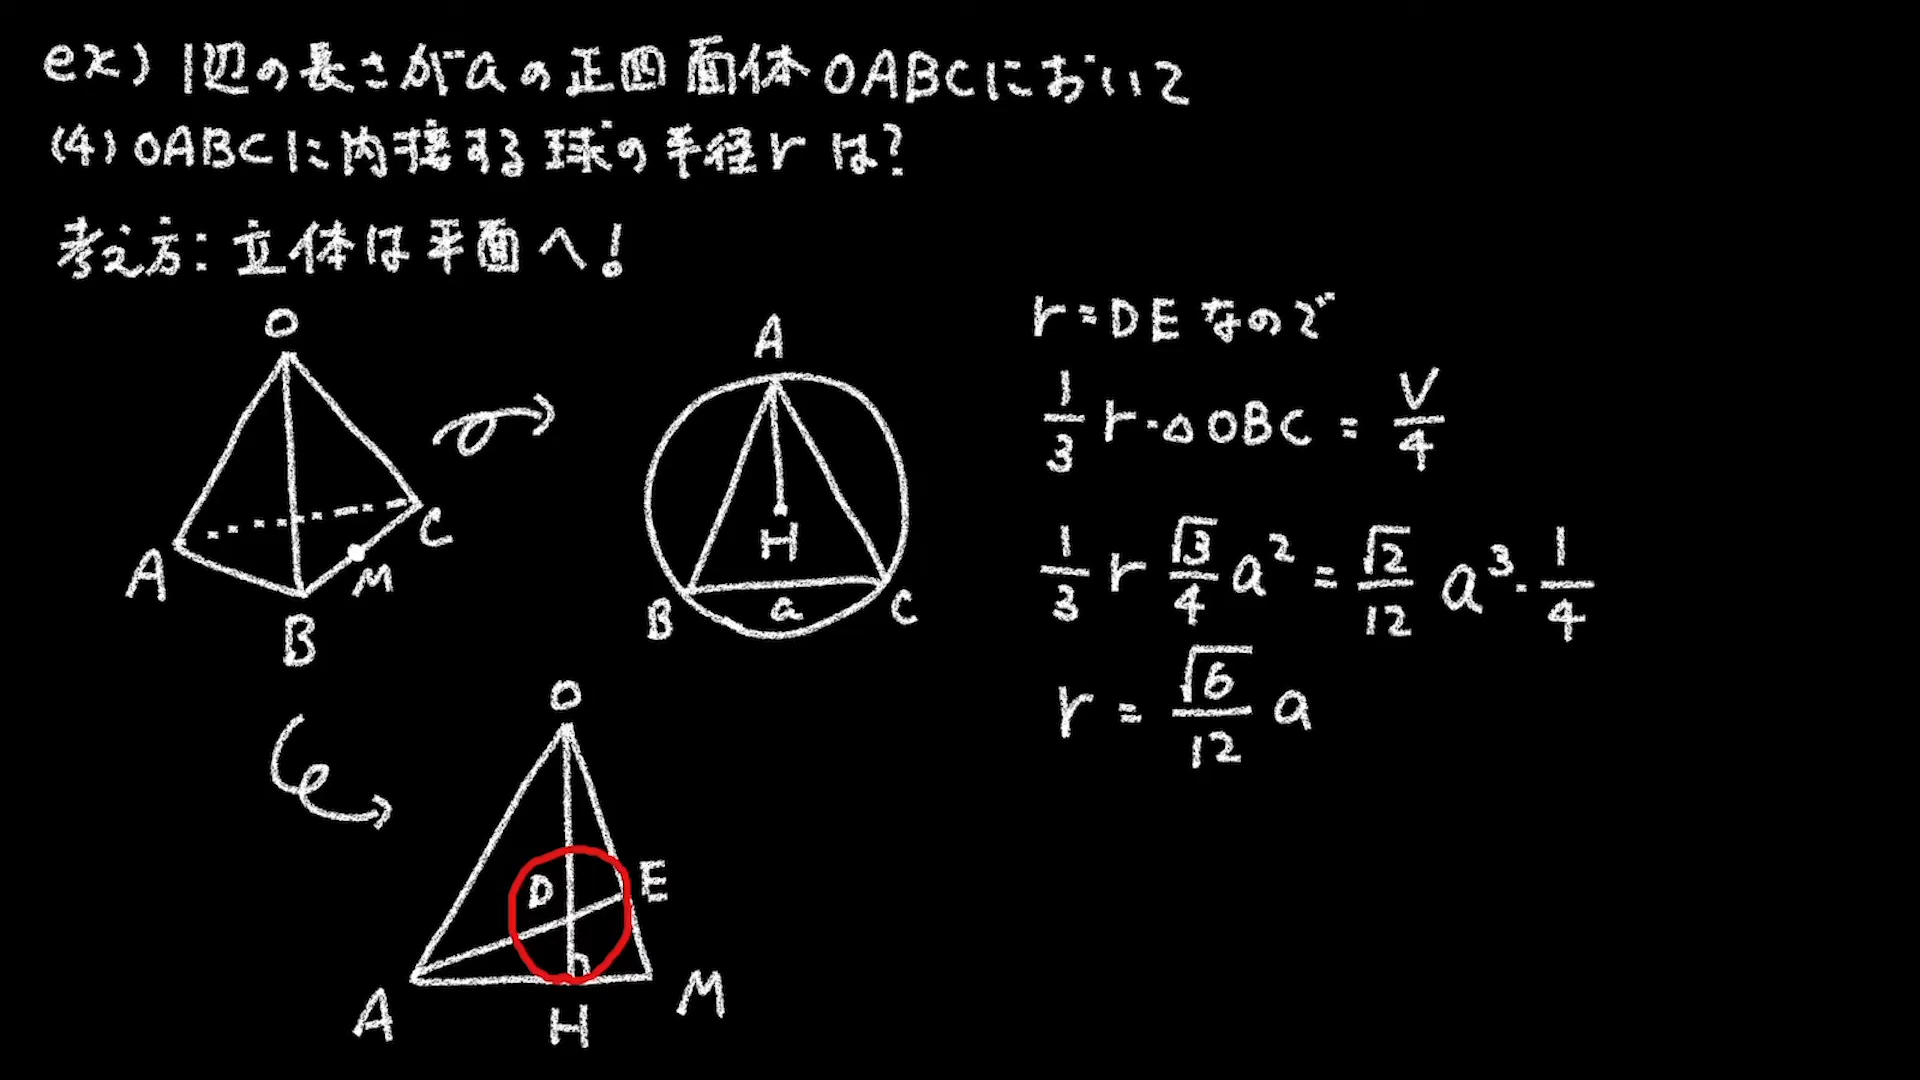 ex) 1辺の長さがaの正四面体OABCにおいて
(4) OABCに内接する球の半径rは?
考え方:立体は平面へ!
O
A
B
C
M
A
H
B
a
C
O
D
E
A
H
M
r=DEなので
1/3 r・△OBC = V/4
1/3 r √3/4 a² = √2/12 a³・1/4
r = √6/12 a